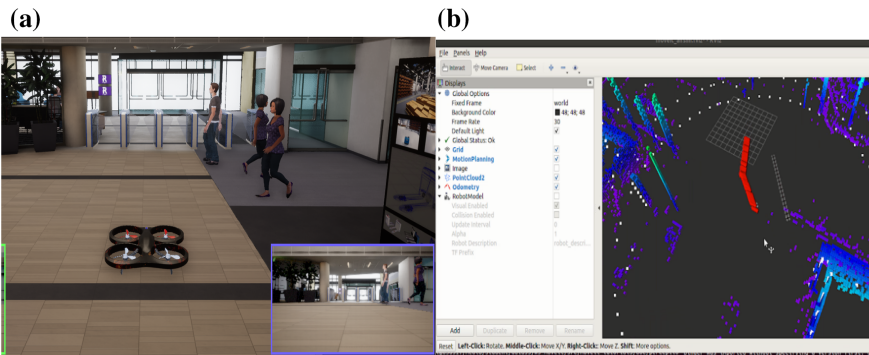 (a)
(b)
File Panels Help
Interact Move Camera Select
Displays
Global Options
Fixed Frame world
Background Color 48; 48; 48
Frame Rate 30
Default Light
Global Status: Ok
Grid
MotionPlanning
Image
PointCloud2
Odometry
RobotModel
Visual Enabled
Collision Enabled
Update Interval 0
Alpha 1
Robot Description robot_descri...
TF Prefix
Add Duplicate Remove Rename
Reset Left-Click: Rotate. Middle-Click: Move X/Y. Right-Click: Move Z. Shift: More options.